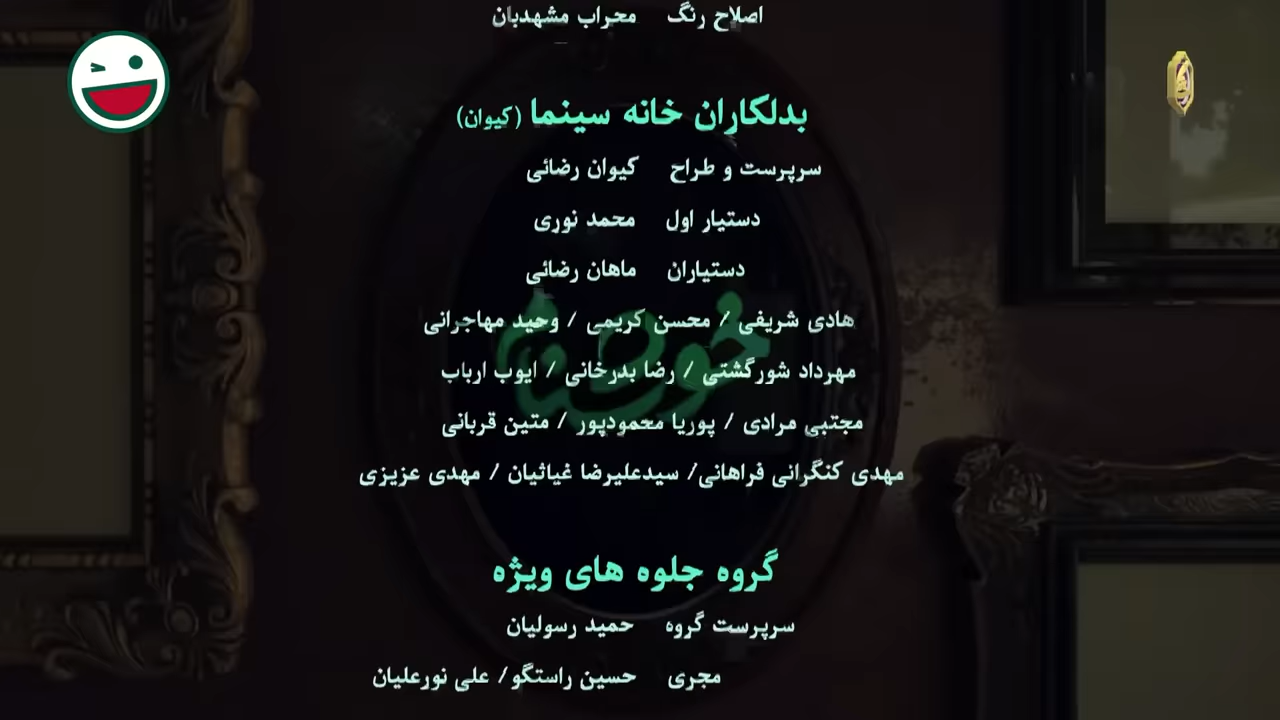 اصلاح رنگ محراب مشهدبان
بدلکاران خانه سینما (کیوان)
سرپرست و طراح کیوان رضائی
دستیار اول محمد نوری
دستیاران ماهان رضائی
هادی شریفی / محسن کریمی / وحید مهاجرانی
مهرداد شورگشتی / رضا بدرخانی / ایوب ارباب
مجتبی مرادی / پوریا محمودپور / متین قربانی
مهدی کنگرانی فراهانی/ سیدعلیرضا غیاثیان / مهدی عزیزی
گروه جلوه های ویژه
سرپرست گروه حمید رسولیان
مجری حسین راستگو/ علی نورعلیان